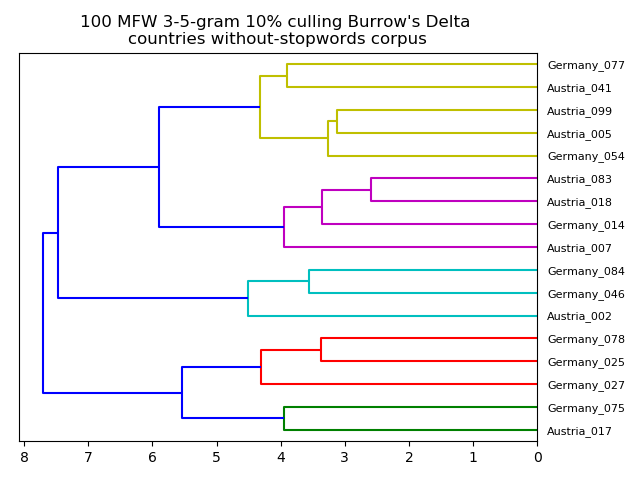 100 MFW 3-5-gram 10% culling Burrow's Delta
countries without-stopwords corpus
Germany_077
Austria_041
Austria_099
Austria_005
Germany_054
Austria_083
Austria_018
Germany_014
Austria_007
Germany_084
Germany_046
Austria_002
Germany_078
Germany_025
Germany_027
Germany_075
Austria_017
8 7 6 5 4 3 2 1 0